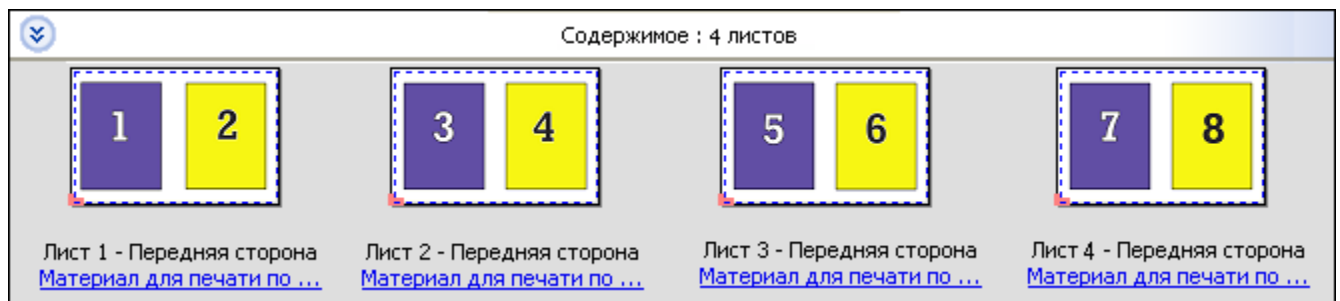 Содержимое : 4 листов
1 2
3 4
5 6
7 8
Лист 1 - Передняя сторона
Материал для печати по ...
Лист 2 - Передняя сторона
Материал для печати по ...
Лист 3 - Передняя сторона
Материал для печати по ...
Лист 4 - Передняя сторона
Материал для печати по ...